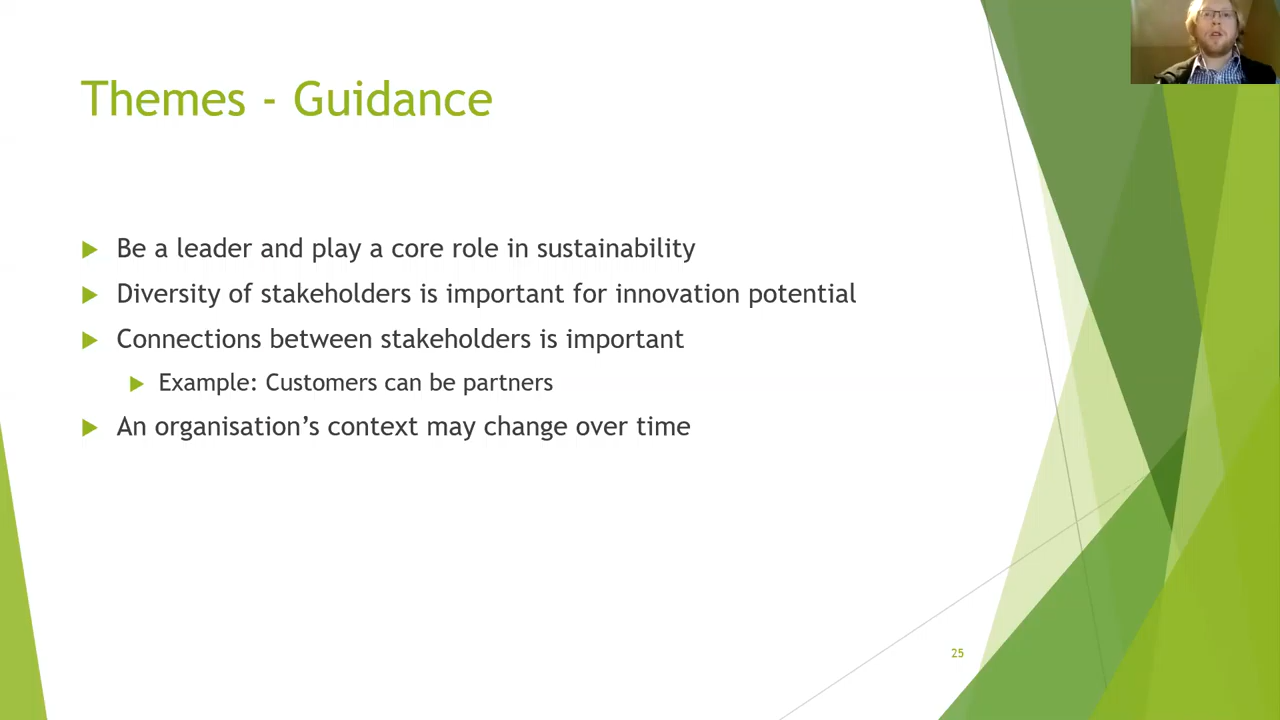 Themes - Guidance
Be a leader and play a core role in sustainability
Diversity of stakeholders is important for innovation potential
Connections between stakeholders is important
Example: Customers can be partners
An organisation’s context may change over time
25